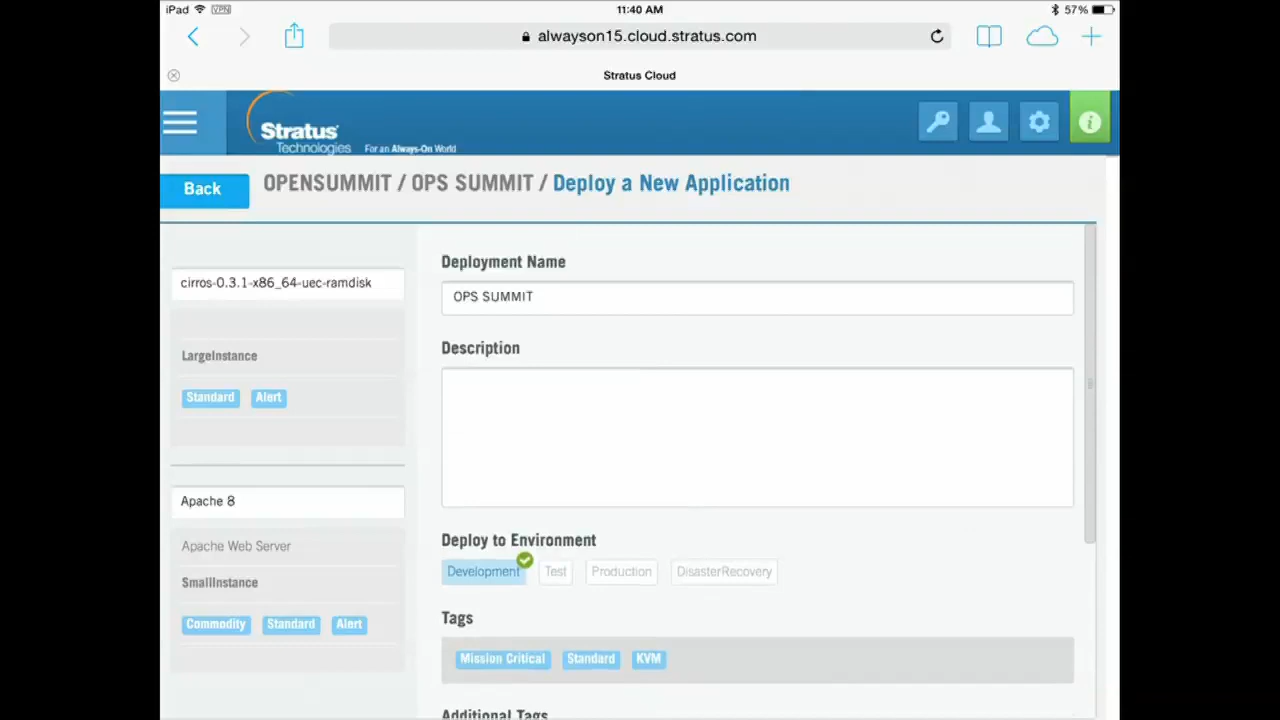 iPad VPN 11:40 AM 57%
alwayson15.cloud.stratus.com
Stratus Cloud
Stratus
Technologies For an Always-On World
Back OPENSUMMIT / OPS SUMMIT / Deploy a New Application
cirros-0.3.1-x86_64-uec-ramdisk
LargeInstance
Standard Alert
Apache 8
Apache Web Server
SmallInstance
Commodity Standard Alert
Deployment Name
OPS SUMMIT
Description
Deploy to Environment
Development Test Production DisasterRecovery
Tags
Mission Critical Standard KVM
Additional Tags